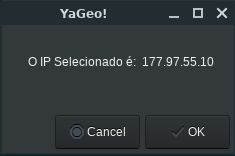 YaGeo!
O IP Selecionado é: 177.97.55.10
Cancel
OK